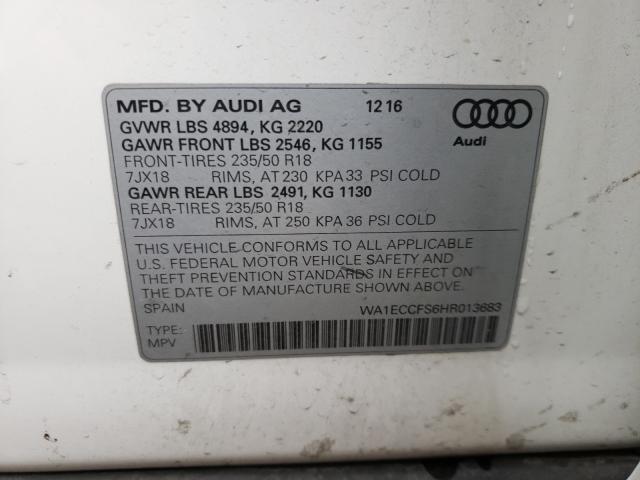 MFD. BY AUDI AG 12 16
GVWR LBS 4894, KG 2220
GAWR FRONT LBS 2546, KG 1155
FRONT-TIRES 235/50 R18
7JX18 RIMS, AT 230 KPA 33 PSI COLD
GAWR REAR LBS 2491, KG 1130
REAR-TIRES 235/50 R18
7JX18 RIMS, AT 250 KPA 36 PSI COLD
Audi
THIS VEHICLE CONFORMS TO ALL APPLICABLE
U.S. FEDERAL MOTOR VEHICLE SAFETY AND
THEFT PREVENTION STANDARDS IN EFFECT ON
THE DATE OF MANUFACTURE SHOWN ABOVE.
SPAIN WA1ECCFS6HR013683
TYPE:
MPV